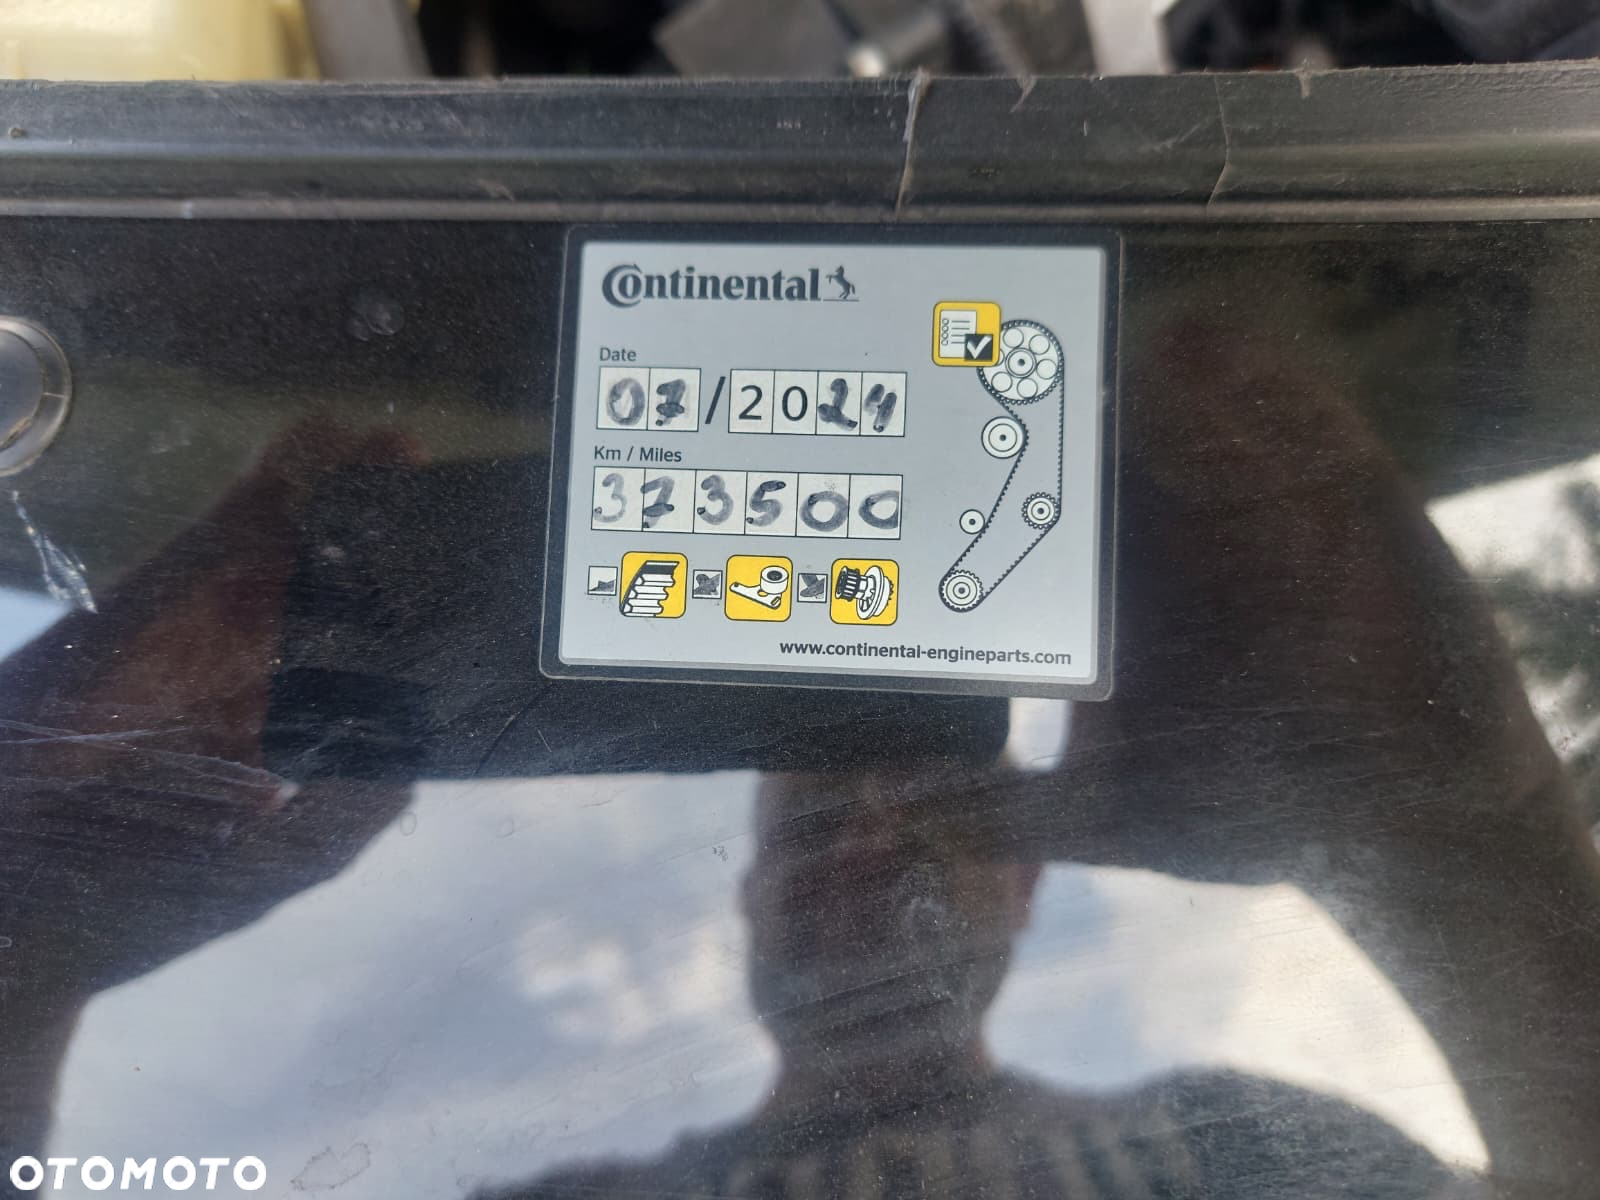 Continental
Date
07/2024
Km / Miles
373500
www.continental-engineparts.com
OTOMOTO